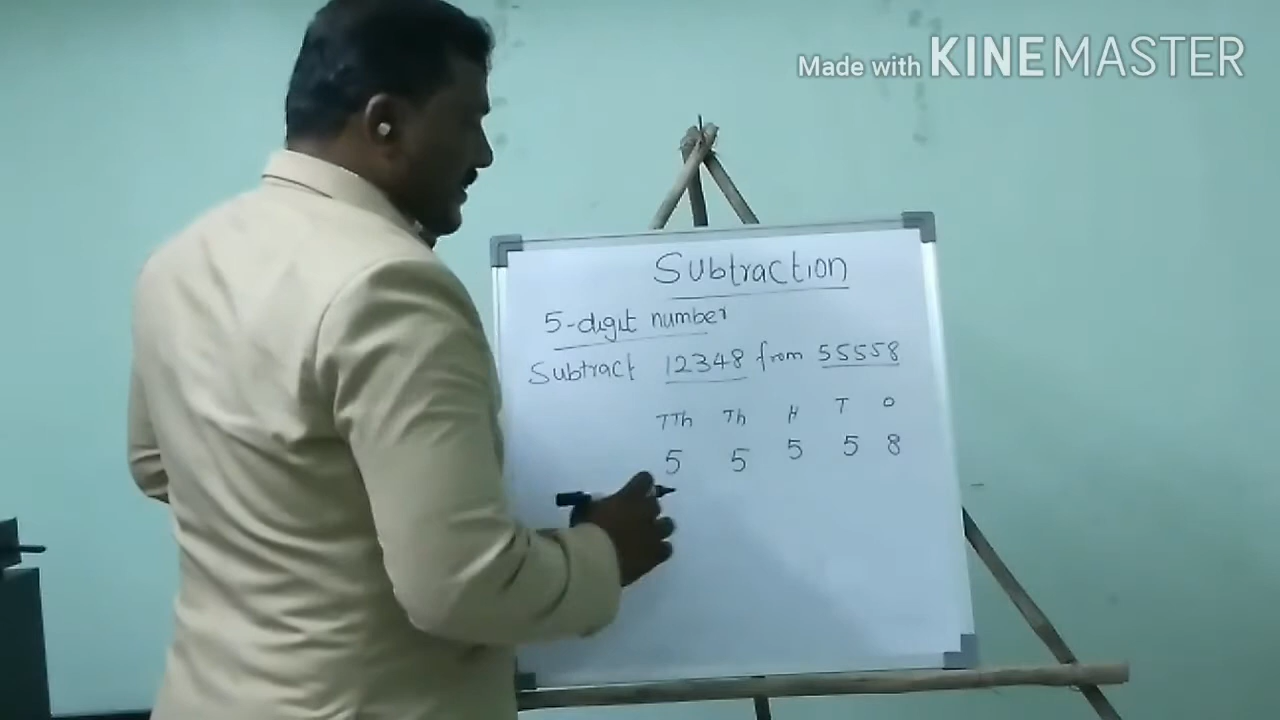 Made with KINEMASTER
Subtraction
5-digit number
Subtract 12348 from 55558
TTh Th H T O
5 5 5 5 8